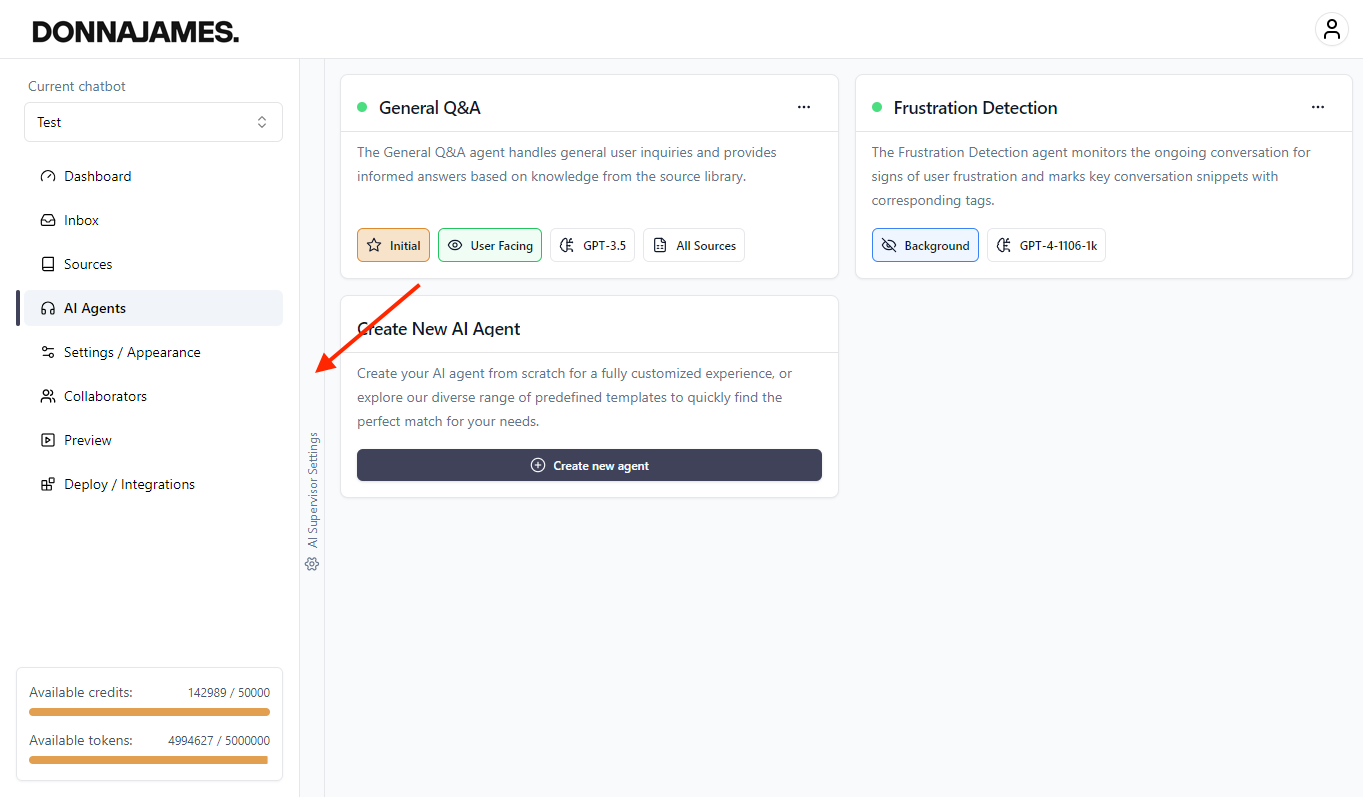 DONNAJAMES.
Current chatbot
Test
Dashboard
Inbox
Sources
AI Agents
Settings / Appearance
Collaborators
Preview
Deploy / Integrations
Available credits: 142989 / 50000
Available tokens: 4994627 / 5000000
AI Supervisor Settings
General Q&A
The General Q&A agent handles general user inquiries and provides
informed answers based on knowledge from the source library.
Initial User Facing GPT-3.5 All Sources
Frustration Detection
The Frustration Detection agent monitors the ongoing conversation for
signs of user frustration and marks key conversation snippets with
corresponding tags.
Background GPT-4-1106-1k
Create New AI Agent
Create your AI agent from scratch for a fully customized experience, or
explore our diverse range of predefined templates to quickly find the
perfect match for your needs.
Create new agent